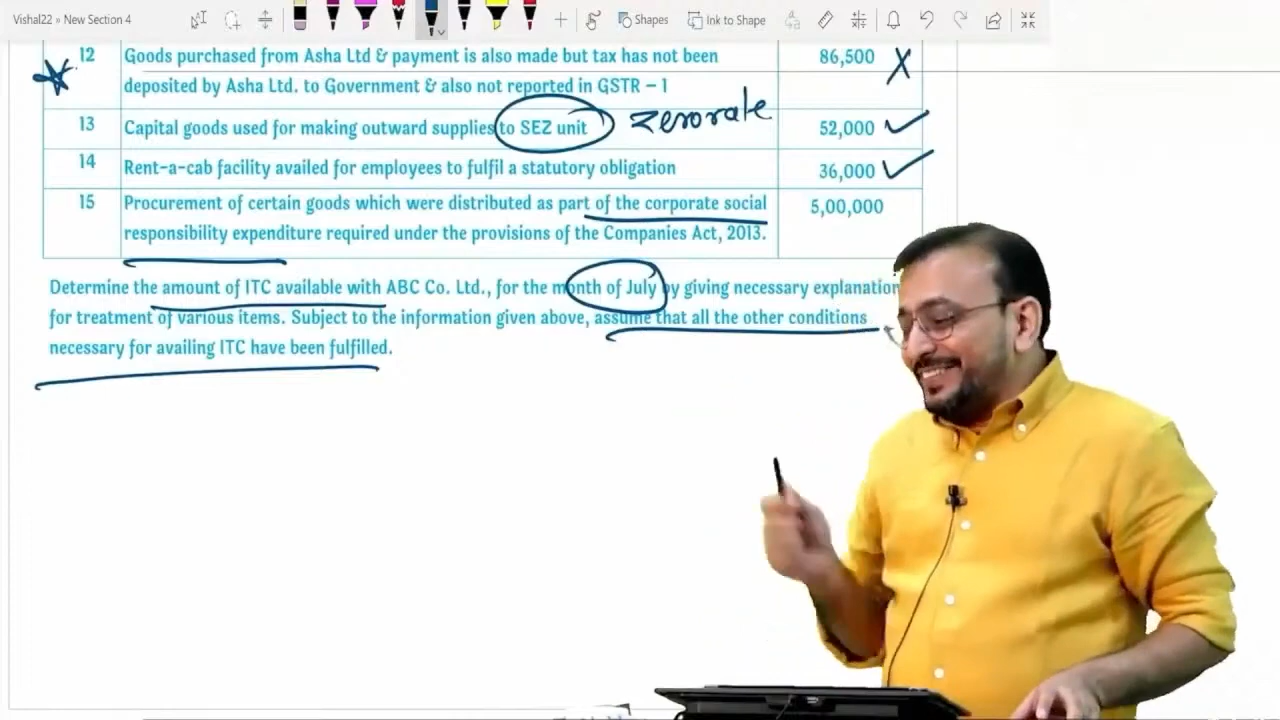 Vishal22 » New Section 4
Shapes
Ink to Shape
12 Goods purchased from Asha Ltd & payment is also made but tax has not been 86,500 X
deposited by Asha Ltd. to Government & also not reported in GSTR – 1
13 Capital goods used for making outward supplies to SEZ unit zero rate 52,000
14 Rent-a-cab facility availed for employees to fulfil a statutory obligation 36,000
15 Procurement of certain goods which were distributed as part of the corporate social 5,00,000
responsibility expenditure required under the provisions of the Companies Act, 2013.
Determine the amount of ITC available with ABC Co. Ltd., for the month of July by giving necessary explanation
for treatment of various items. Subject to the information given above, assume that all the other conditions
necessary for availing ITC have been fulfilled.